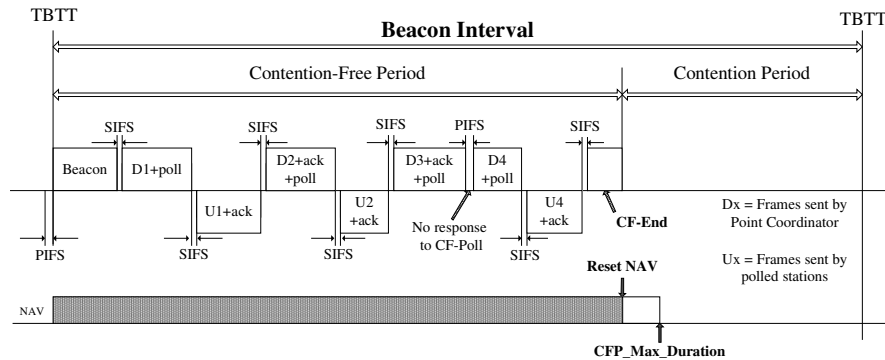 TBTT
TBTT
Beacon Interval
Contention-Free Period
Contention Period
SIFS
SIFS
SIFS
PIFS
SIFS
Beacon
D1+poll
D2+ack
+poll
D3+ack
+poll
D4
+poll
U1+ack
U2
+ack
U4
+ack
No response
to CF-Poll
CF-End
Dx = Frames sent by
Point Coordinator
PIFS
SIFS
SIFS
SIFS
Ux = Frames sent by
polled stations
Reset NAV
NAV
CFP_Max_Duration